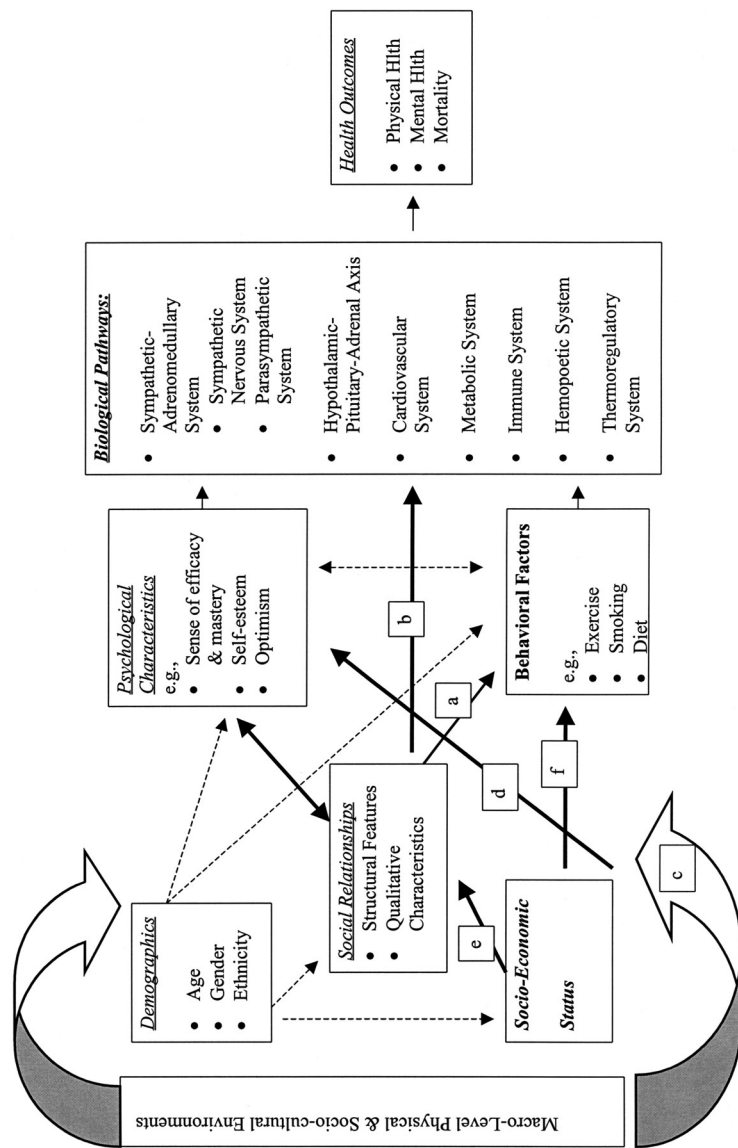 Macro-Level Physical & Socio-cultural Environments
Demographics
• Age
• Gender
• Ethnicity
Social Relationships
• Structural Features
• Qualitative
Characteristics
Socio-Economic
Status
Psychological
Characteristics
e.g.,
• Sense of efficacy
& mastery
• Self-esteem
• Optimism
Behavioral Factors
e.g.,
• Exercise
• Smoking
• Diet
a
b
c
d
e
f
Biological Pathways:
• Sympathetic-
Adrenomedullary
System
• Sympathetic
Nervous System
• Parasympathetic
System
• Hypothalamic-
Pituitary-Adrenal Axis
• Cardiovascular
System
• Metabolic System
• Immune System
• Hemopoetic System
• Thermoregulatory
System
Health Outcomes
• Physical Hlth
• Mental Hlth
• Mortality